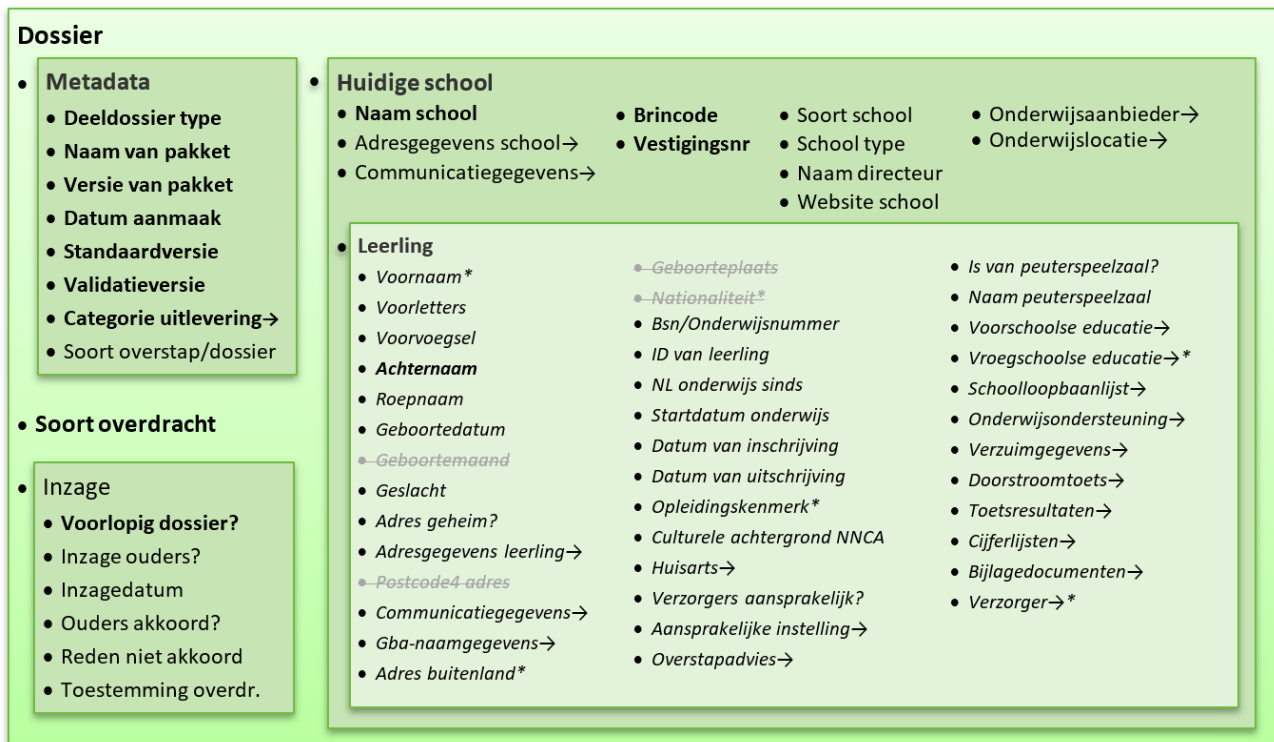 Dossier
Metadata
• Deeldossier type
• Naam van pakket
• Versie van pakket
• Datum aanmaak
• Standaardversie
• Validatieversie
• Categorie uitlevering→
• Soort overstap/dossier
• Soort overdracht
Inzage
• Voorlopig dossier?
• Inzage ouders?
• Inzagedatum
• Ouders akkoord?
• Reden niet akkoord
• Toestemming overdr.
Huidige school
• Naam school
• Adresgegevens school→
• Communicatiegegevens→
• Brincode
• Vestigingsnr
• Soort school
• School type
• Naam directeur
• Website school
• Onderwijsaanbieder→
• Onderwijslocatie→
Leerling
• Voornaam*
• Voorletters
• Voorvoegsel
• Achternaam
• Roepnaam
• Geboortedatum
• Geboortemaand
• Geslacht
• Adres geheim?
• Adresgegevens leerling→
• Postcode4 adres
• Communicatiegegevens→
• Gba-naamgegevens→
• Adres buitenland*
• Geboorteplaats
• Nationaliteit*
• Bsn/Onderwijsnummer
• ID van leerling
• NL onderwijs sinds
• Startdatum onderwijs
• Datum van inschrijving
• Datum van uitschrijving
• Opleidingskenmerk*
• Culturele achtergrond NNCA
• Huisarts→
• Verzorgers aansprakelijk?
• Aansprakelijke instelling→
• Overstapadvies→
• Is van peuterspeelzaal?
• Naam peuterspeelzaal
• Voorschoolse educatie→
• Vroegschoolse educatie→*
• Schoolloopbaanlijst→
• Onderwijsondersteuning→
• Verzuimgegevens→
• Doorstroomtoets→
• Toetsresultaten→
• Cijferlijsten→
• Bijlagedocumenten→
• Verzorger→*